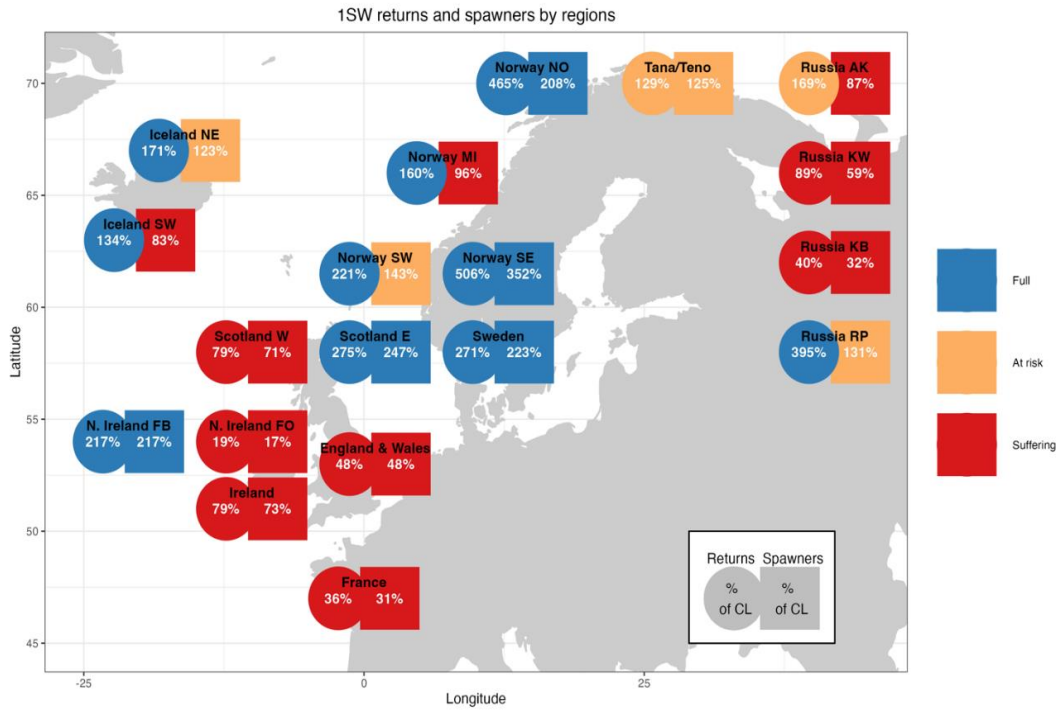 1SW returns and spawners by regions
Norway NO
465% 208%
Tana/Teno
129% 125%
Russia AK
169% 87%
Iceland NE
171% 123%
Norway MI
160% 96%
Russia KW
89% 59%
Iceland SW
134% 83%
Norway SW
221% 143%
Norway SE
506% 352%
Russia KB
40% 32%
Scotland W
79% 71%
Scotland E
275% 247%
Sweden
271% 223%
Russia RP
395% 131%
N. Ireland FB
217% 217%
N. Ireland FO
19% 17%
England & Wales
48% 48%
Ireland
79% 73%
France
36% 31%
Returns Spawners
% %
of CL of CL
Full
At risk
Suffering
70
65
60
55
50
45
Latitude
-25 0 25
Longitude